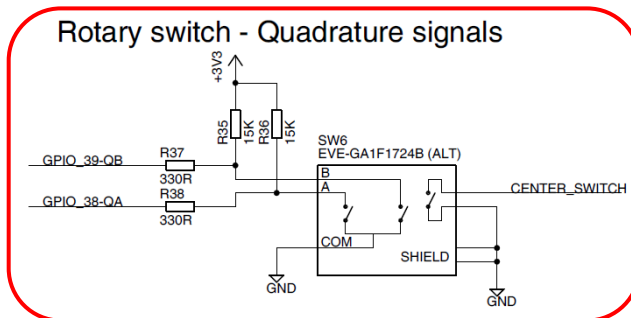 Rotary switch - Quadrature signals
+3V3
R35
15K
R36
15K
SW6
EVE-GA1F1724B (ALT)
GPIO_39-QB
R37
330R
B
A
CENTER_SWITCH
GPIO_38-QA
R38
330R
COM
SHIELD
GND
GND